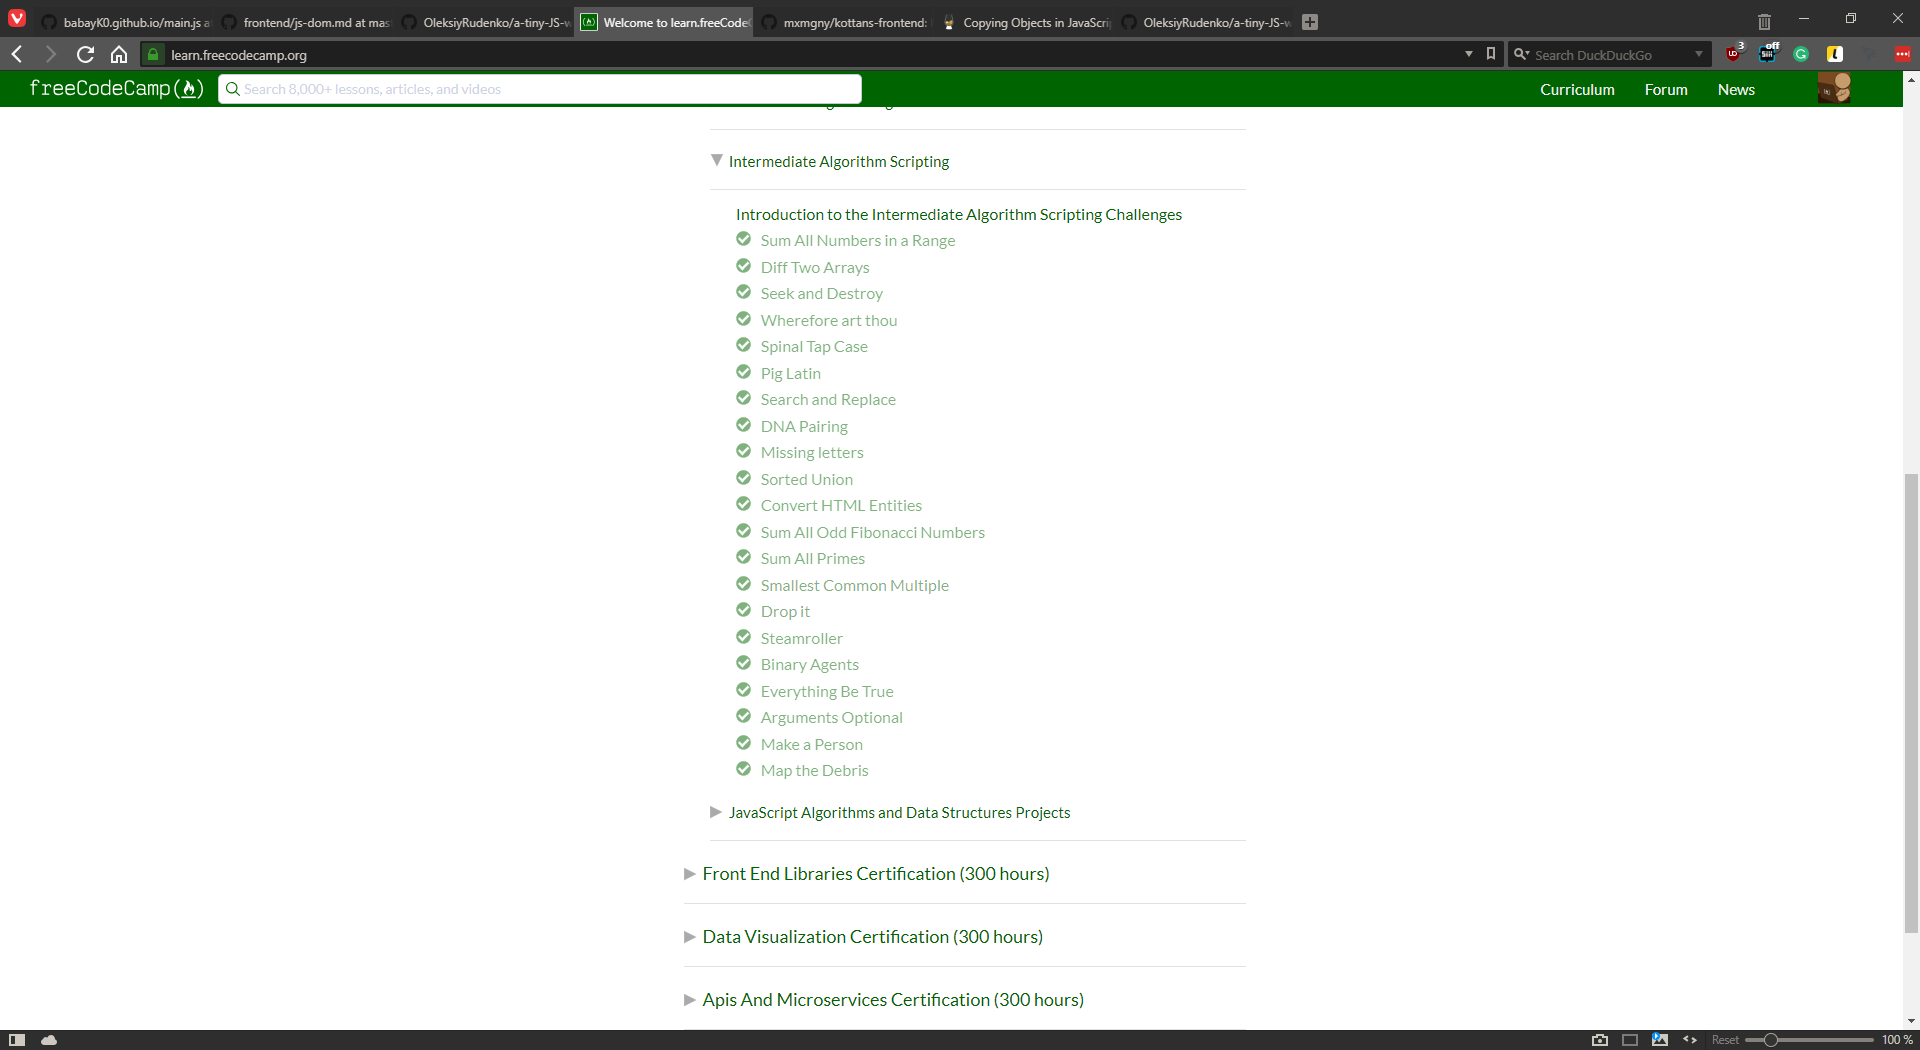 babayK0.github.io/main.js a
frontend/js-dom.md at mas
OleksiyRudenko/a-tiny-JS-w
Welcome to learn.freeCodeC
mxmgny/kottans-frontend:
Copying Objects in JavaScri
OleksiyRudenko/a-tiny-JS-w
learn.freecodecamp.org
Search DuckDuckGo
3
off
freeCodeCamp
Search 8,000+ lessons, articles, and videos
Curriculum
Forum
News
Intermediate Algorithm Scripting
Introduction to the Intermediate Algorithm Scripting Challenges
Sum All Numbers in a Range
Diff Two Arrays
Seek and Destroy
Wherefore art thou
Spinal Tap Case
Pig Latin
Search and Replace
DNA Pairing
Missing letters
Sorted Union
Convert HTML Entities
Sum All Odd Fibonacci Numbers
Sum All Primes
Smallest Common Multiple
Drop it
Steamroller
Binary Agents
Everything Be True
Arguments Optional
Make a Person
Map the Debris
JavaScript Algorithms and Data Structures Projects
Front End Libraries Certification (300 hours)
Data Visualization Certification (300 hours)
Apis And Microservices Certification (300 hours)
Reset
100 %